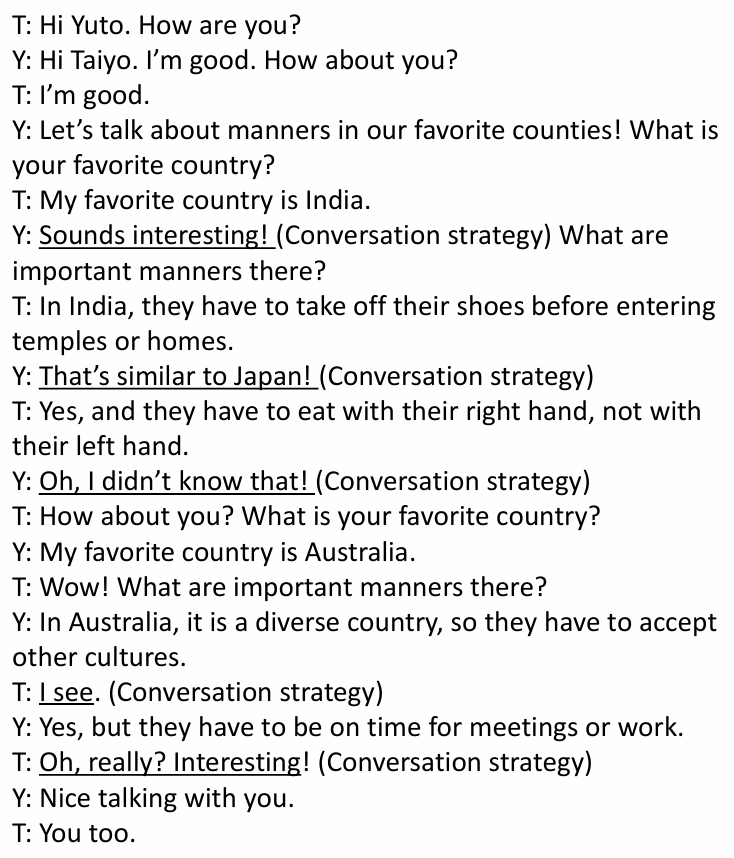 T: Hi Yuto. How are you?
Y: Hi Taiyo. I’m good. How about you?
T: I’m good.
Y: Let’s talk about manners in our favorite counties! What is
your favorite country?
T: My favorite country is India.
Y: Sounds interesting! (Conversation strategy) What are
important manners there?
T: In India, they have to take off their shoes before entering
temples or homes.
Y: That’s similar to Japan! (Conversation strategy)
T: Yes, and they have to eat with their right hand, not with
their left hand.
Y: Oh, I didn’t know that! (Conversation strategy)
T: How about you? What is your favorite country?
Y: My favorite country is Australia.
T: Wow! What are important manners there?
Y: In Australia, it is a diverse country, so they have to accept
other cultures.
T: I see. (Conversation strategy)
Y: Yes, but they have to be on time for meetings or work.
T: Oh, really? Interesting! (Conversation strategy)
Y: Nice talking with you.
T: You too.